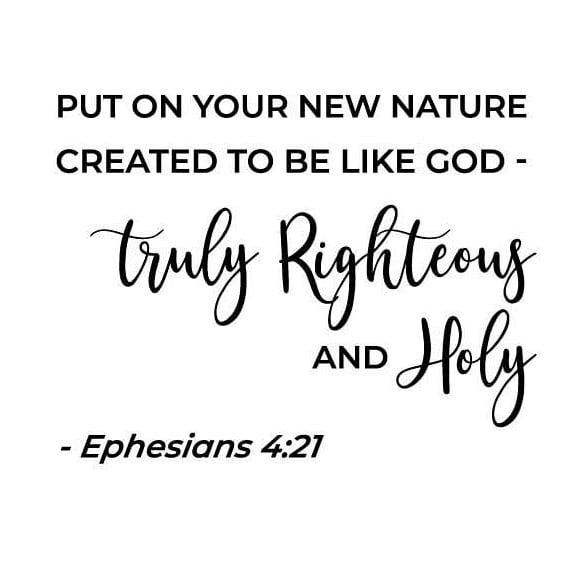 PUT ON YOUR NEW NATURE
CREATED TO BE LIKE GOD -
truly Righteous
AND Holy
- Ephesians 4:21